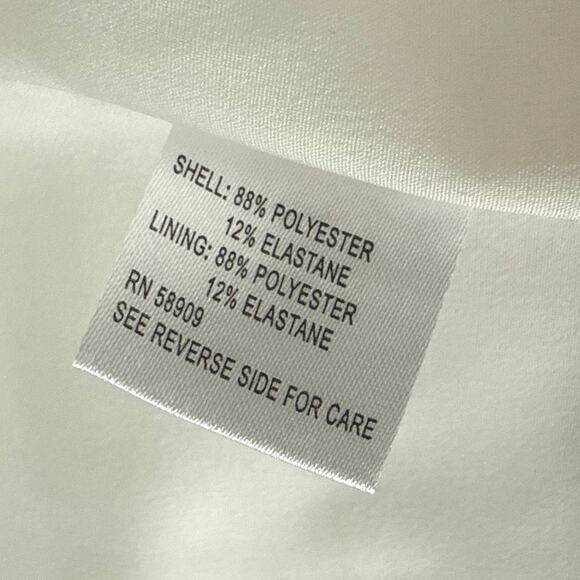 SHELL: 88% POLYESTER
12% ELASTANE
LINING: 88% POLYESTER
12% ELASTANE
RN 58909
SEE REVERSE SIDE FOR CARE